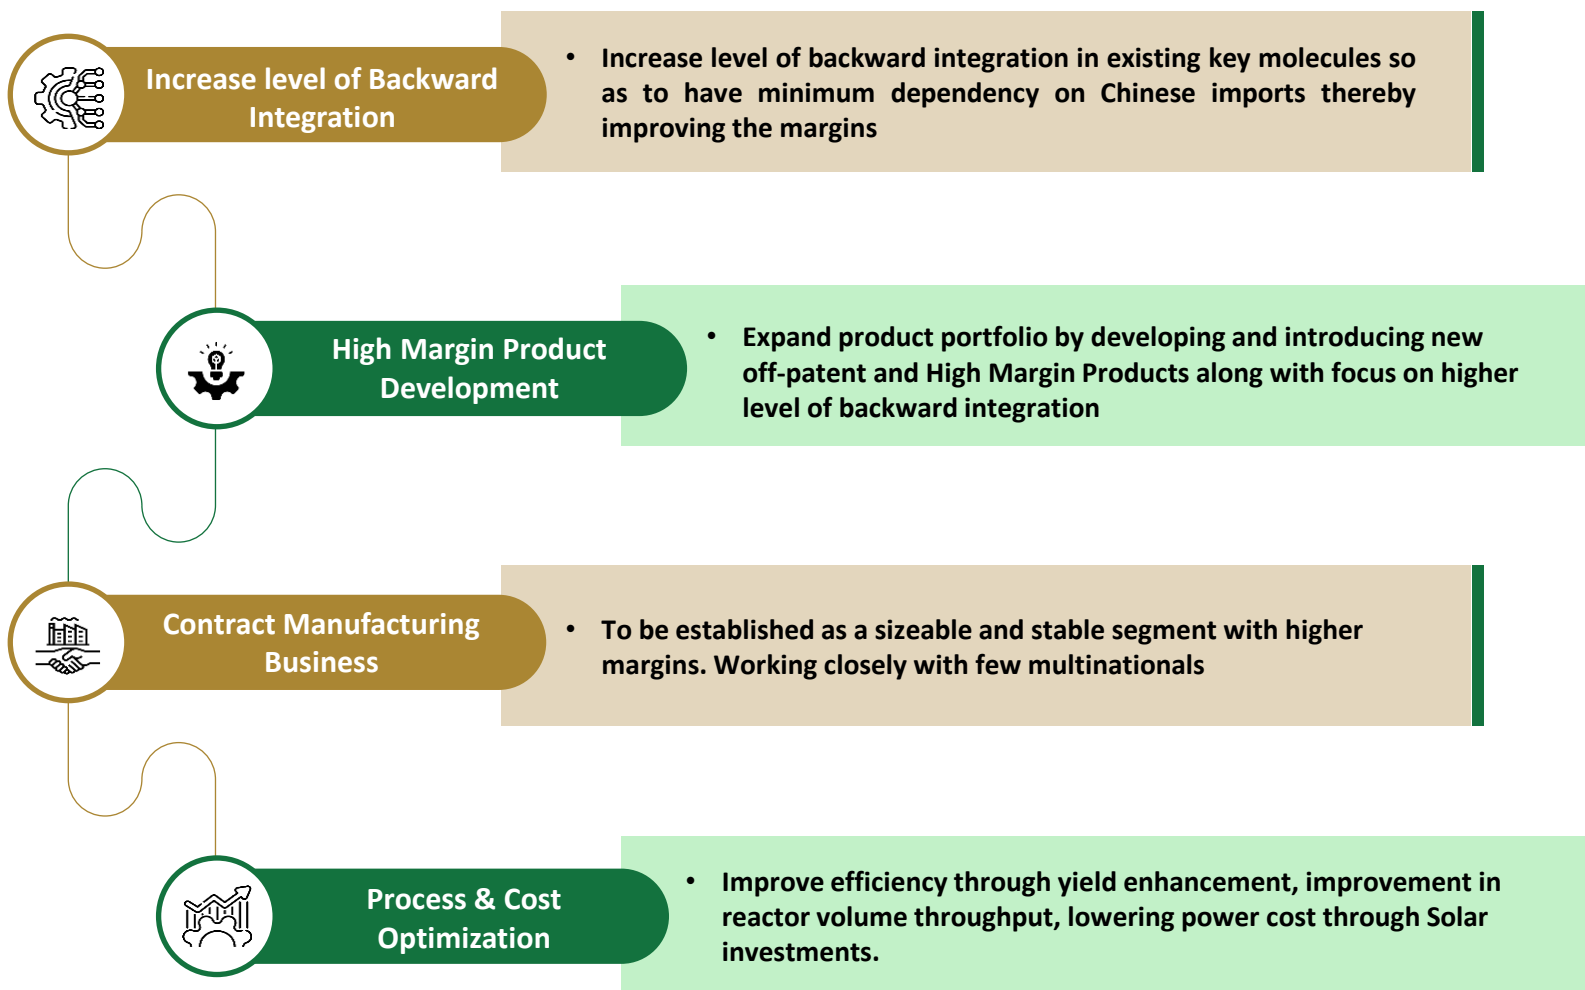 Increase level of Backward
Integration
• Increase level of backward integration in existing key molecules so
as to have minimum dependency on Chinese imports thereby
improving the margins
High Margin Product
Development
• Expand product portfolio by developing and introducing new
off-patent and High Margin Products along with focus on higher
level of backward integration
Contract Manufacturing
Business
• To be established as a sizeable and stable segment with higher
margins. Working closely with few multinationals
Process & Cost
Optimization
• Improve efficiency through yield enhancement, improvement in
reactor volume throughput, lowering power cost through Solar
investments.